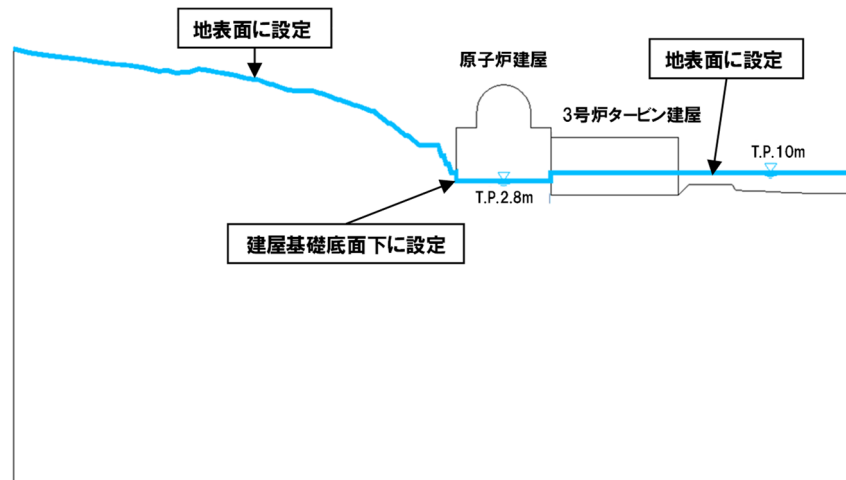 地表面に設定
原子炉建屋
地表面に設定
3号炉タービン建屋
T.P.10m
T.P.2.8m
建屋基礎底面下に設定